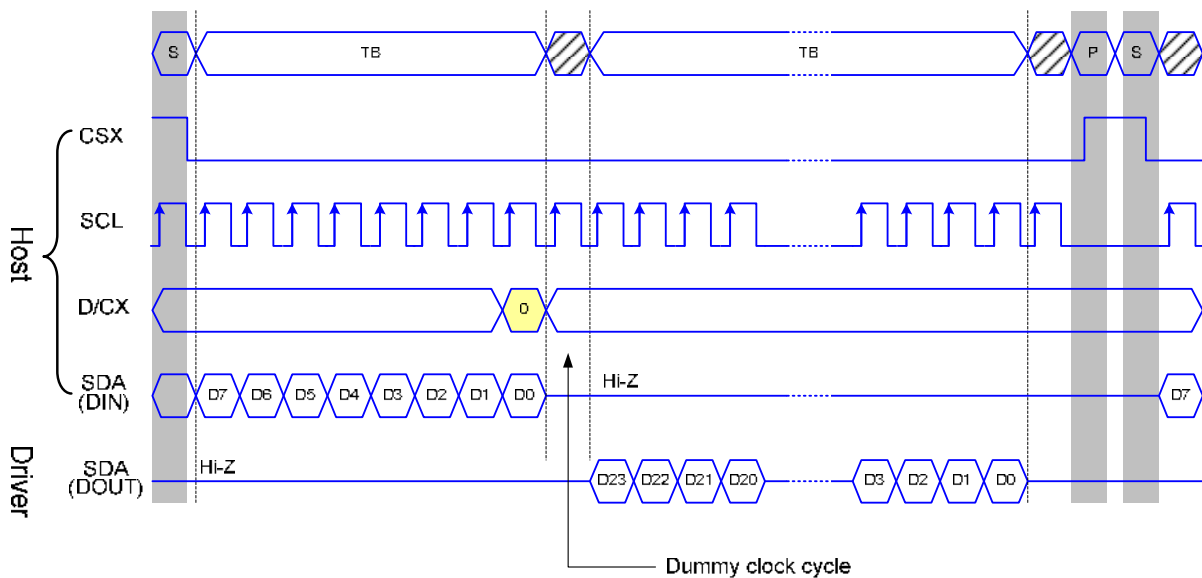 S TB TB P S
CSX
SCL
Host
D/CX 0
SDA
(DIN) D7 D6 D5 D4 D3 D2 D1 D0 Hi-Z D7
Driver
SDA
(DOUT) Hi-Z D23 D22 D21 D20 D3 D2 D1 D0
Dummy clock cycle